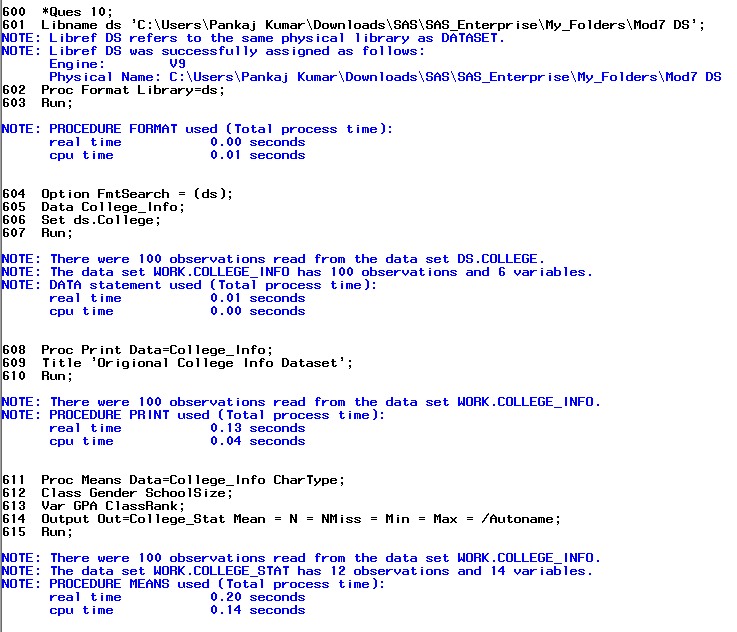 600  *Ques 10;
601  Libname ds 'C:\Users\Pankaj Kumar\Downloads\SAS\SAS_Enterprise\My_Folders\Mod7 DS';
NOTE: Libref DS refers to the same physical library as DATASET.
NOTE: Libref DS was successfully assigned as follows:
      Engine:        V9
      Physical Name: C:\Users\Pankaj Kumar\Downloads\SAS\SAS_Enterprise\My_Folders\Mod7 DS
602  Proc Format Library=ds;
603  Run;
NOTE: PROCEDURE FORMAT used (Total process time):
      real time           0.00 seconds
      cpu time            0.01 seconds
604  Option FmtSearch = (ds);
605  Data College_Info;
606  Set ds.College;
607  Run;
NOTE: There were 100 observations read from the data set DS.COLLEGE.
NOTE: The data set WORK.COLLEGE_INFO has 100 observations and 6 variables.
NOTE: DATA statement used (Total process time):
      real time           0.01 seconds
      cpu time            0.00 seconds
608  Proc Print Data=College_Info;
609  Title 'Origional College Info Dataset';
610  Run;
NOTE: There were 100 observations read from the data set WORK.COLLEGE_INFO.
NOTE: PROCEDURE PRINT used (Total process time):
      real time           0.13 seconds
      cpu time            0.04 seconds
611  Proc Means Data=College_Info CharType;
612  Class Gender SchoolSize;
613  Var GPA ClassRank;
614  Output Out=College_Stat Mean = N = NMiss = Min = Max = /Autoname;
615  Run;
NOTE: There were 100 observations read from the data set WORK.COLLEGE_INFO.
NOTE: The data set WORK.COLLEGE_STAT has 12 observations and 14 variables.
NOTE: PROCEDURE MEANS used (Total process time):
      real time           0.20 seconds
      cpu time            0.14 seconds